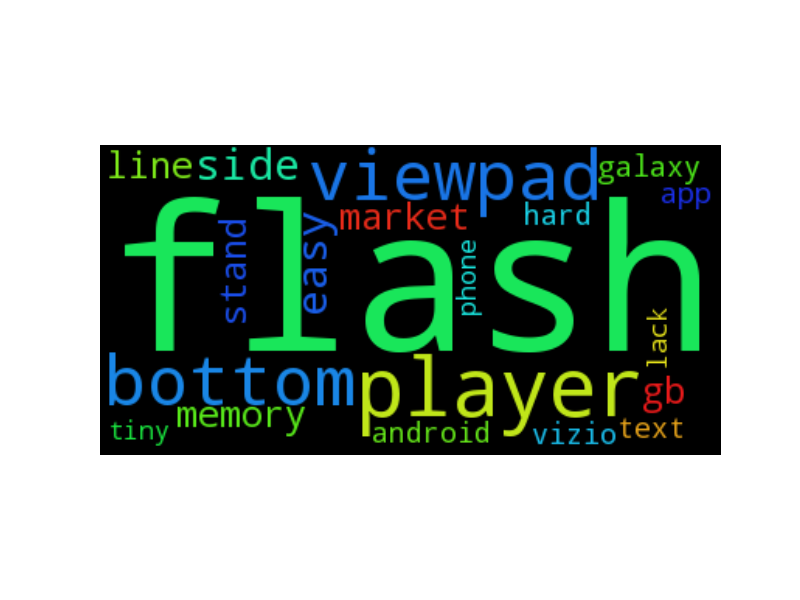 line side viewpad galaxy
app
market hard
flash
stand
easy
phone
lack
bottom player gb
memory
tiny android vizio text